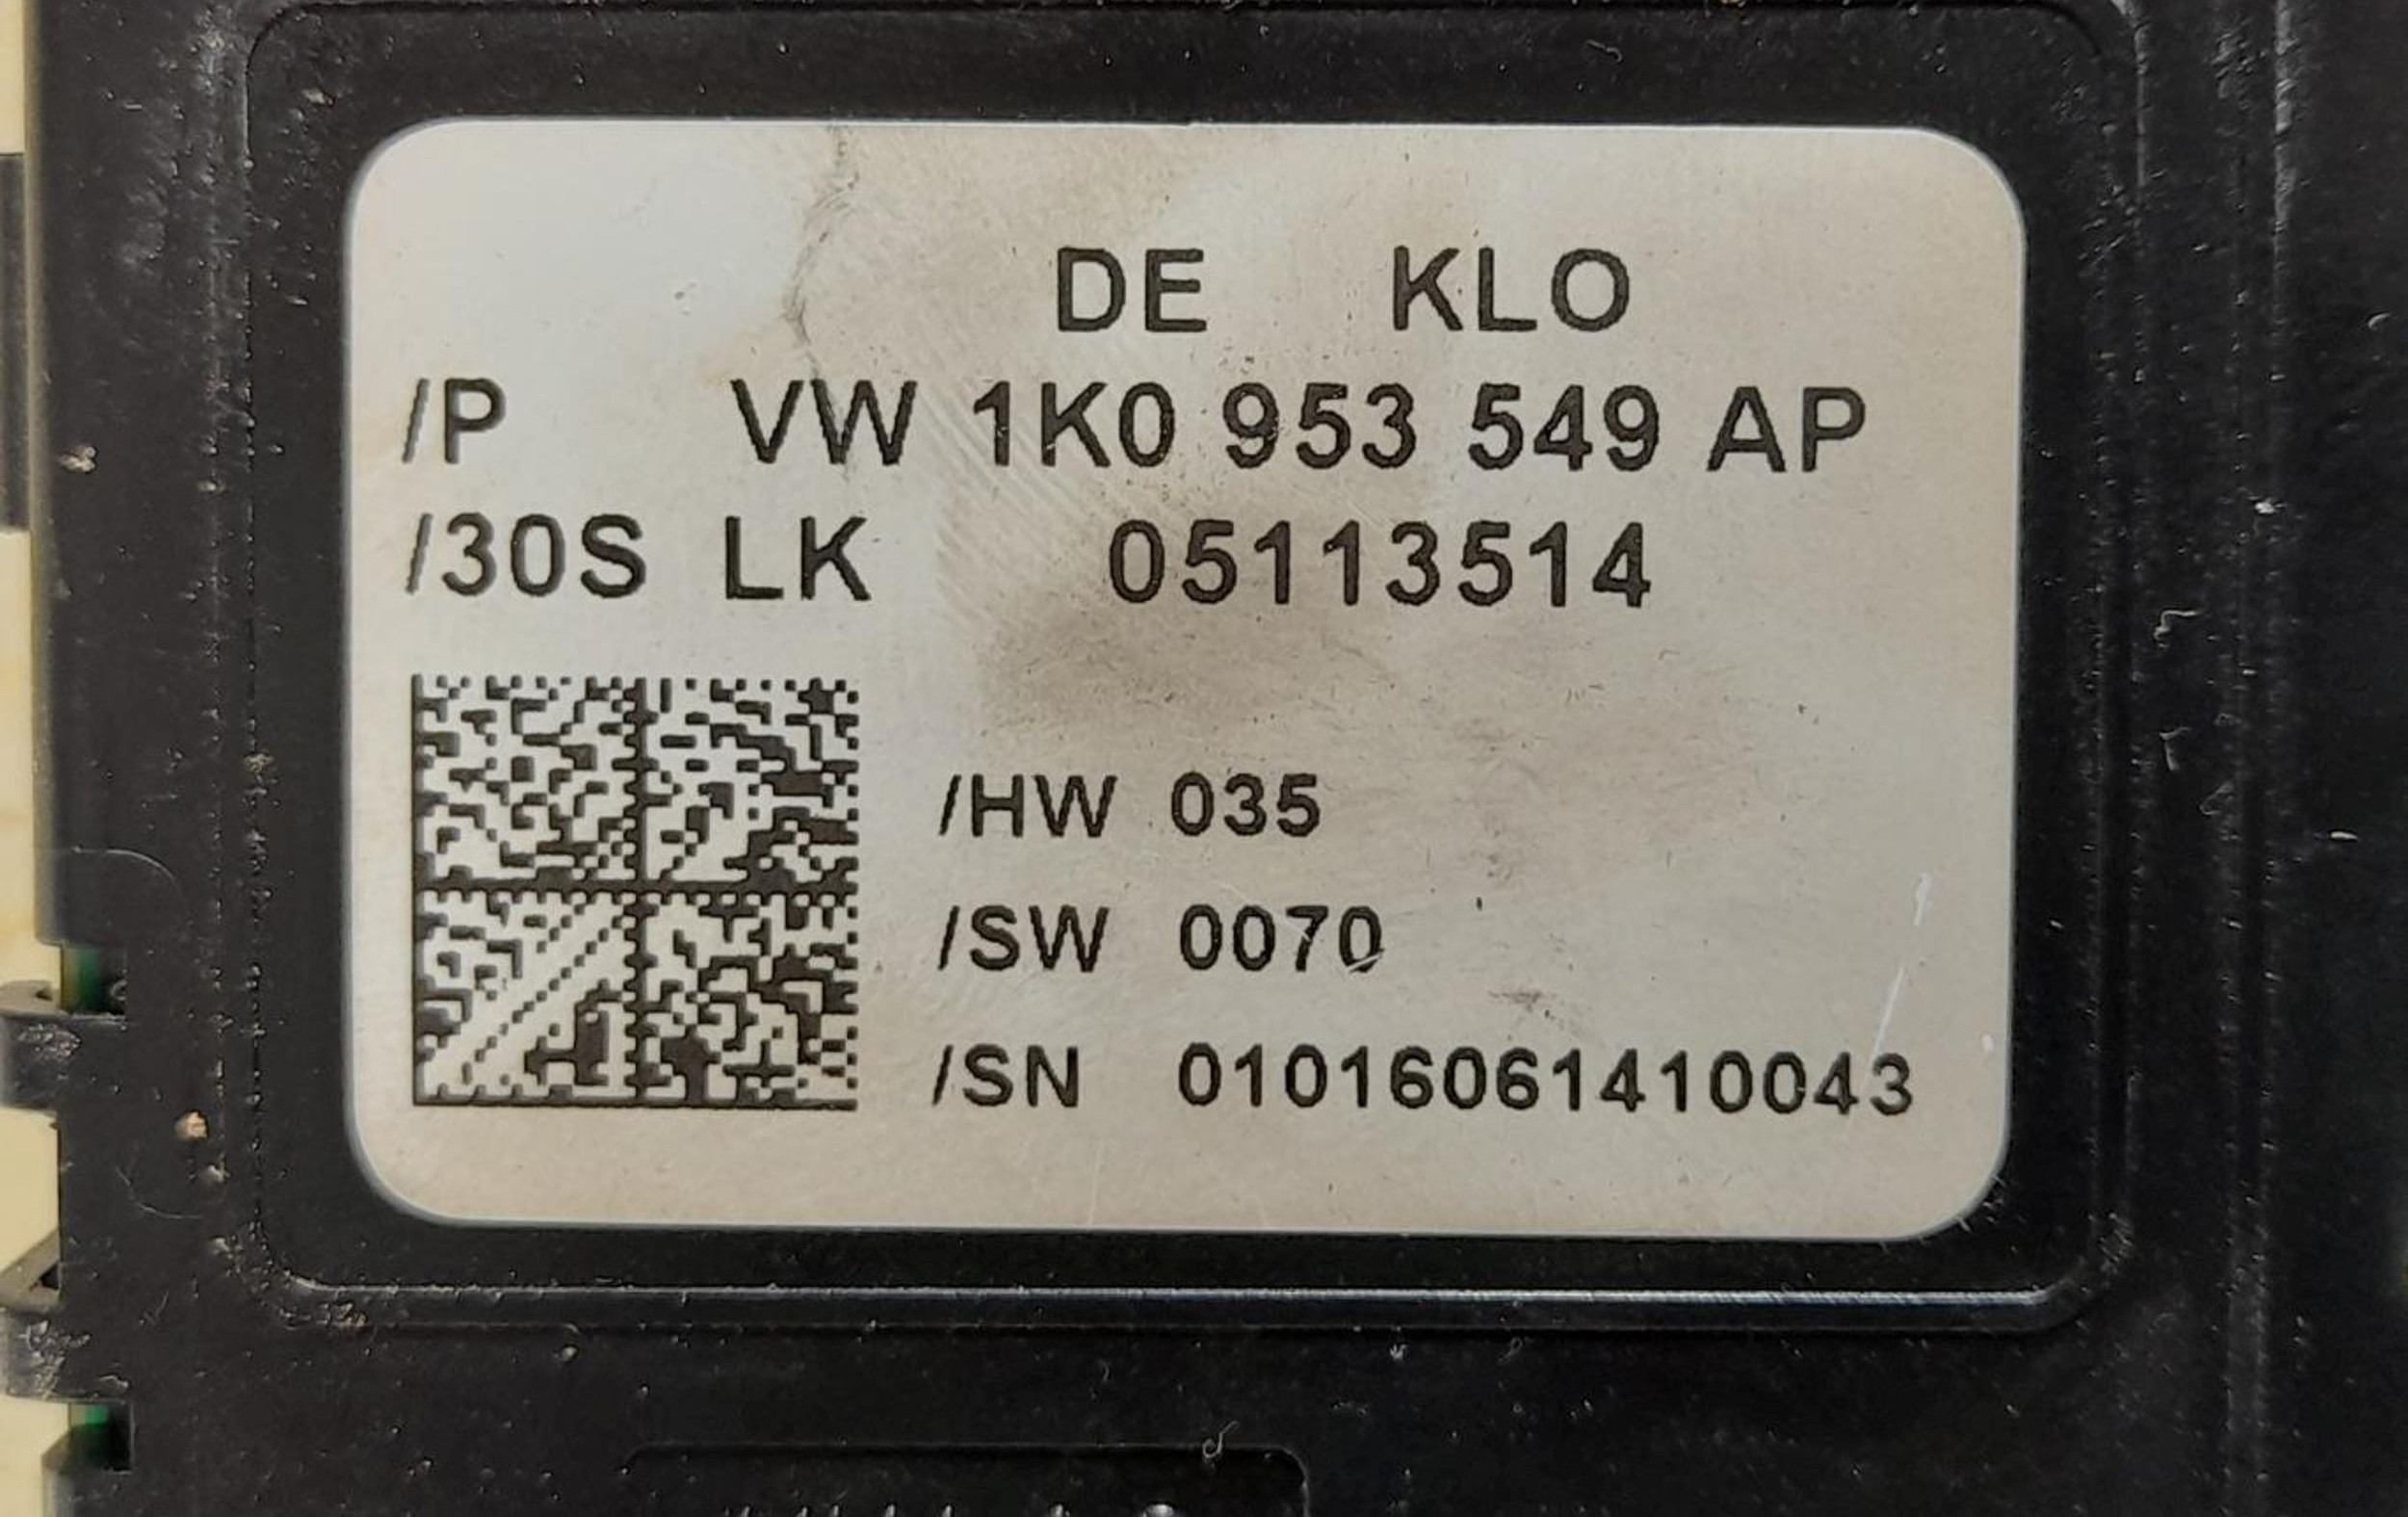 DE KLO
/P VW 1K0 953 549 AP
/30S LK 05113514
/HW 035
/SW 0070
/SN 01016061410043